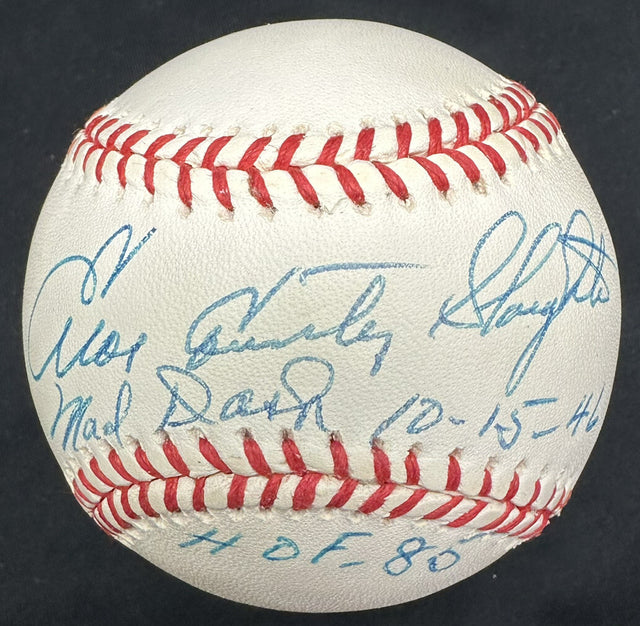 Enos Country Slaughter
Mad Dash 10-15-46
HOF-85